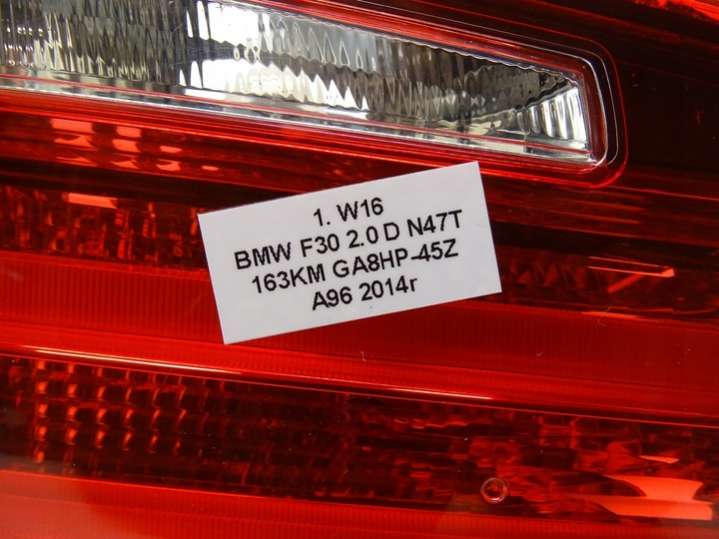 1. W16
BMW F30 2.0 D N47T
163KM GA8HP-45Z
A96 2014r